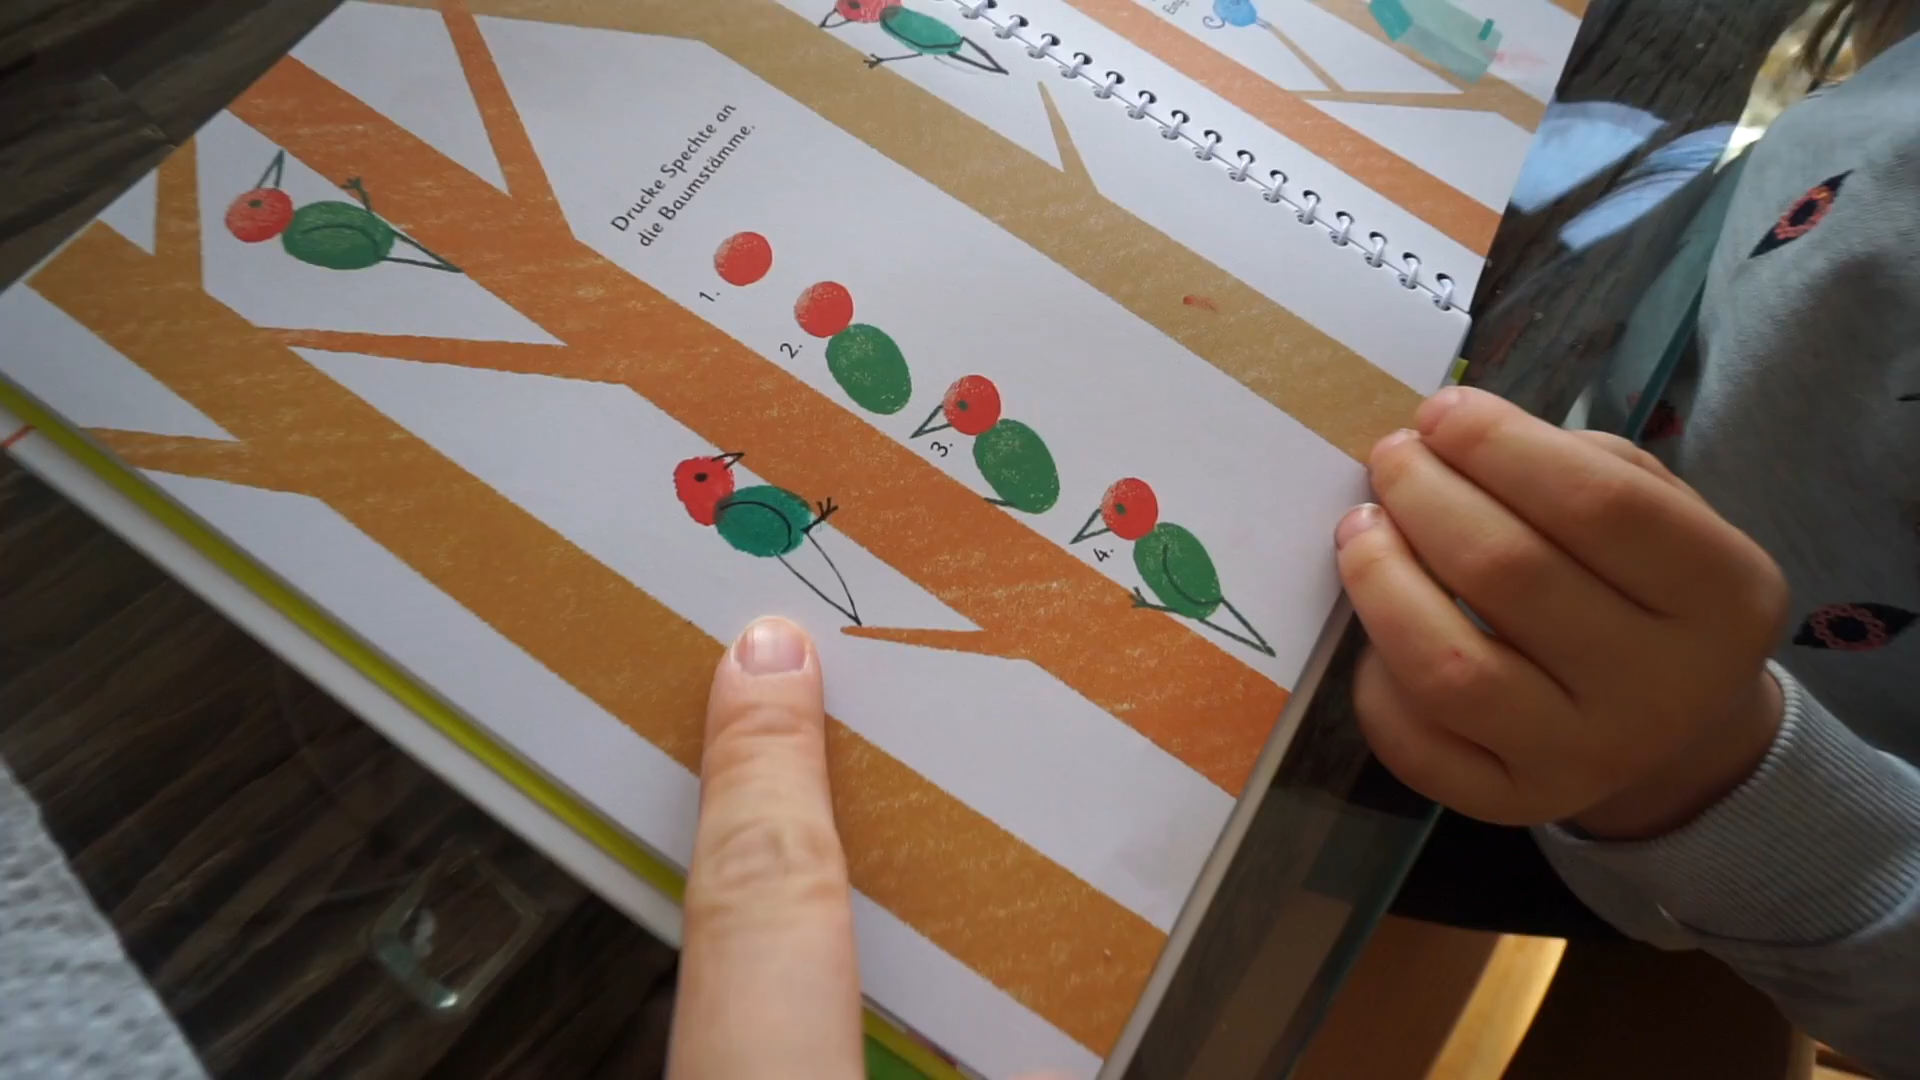 Drucke Spechte an
die Baumstämme.
1.
2.
3.
4.